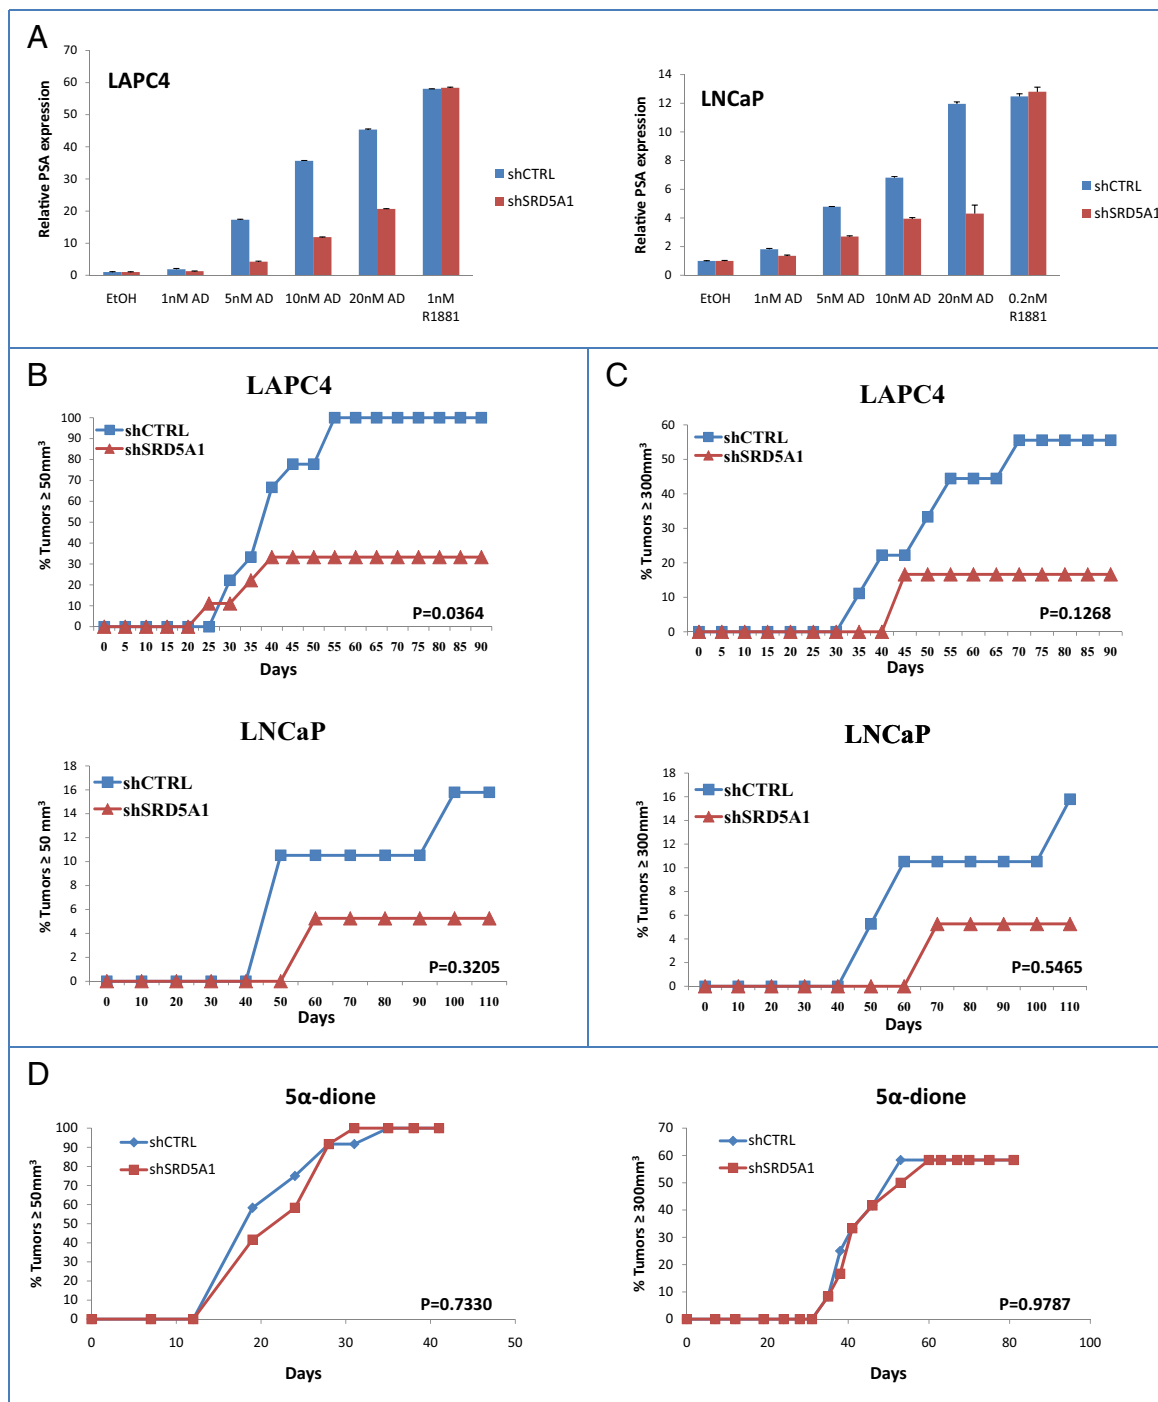 A
LAPC4
Relative PSA expression
70
60
50
40
30
20
10
0
EtOH 1nM AD 5nM AD 10nM AD 20nM AD 1nM R1881
shCTRL
shSRD5A1
LNCaP
Relative PSA expression
14
12
10
8
6
4
2
0
EtOH 1nM AD 5nM AD 10nM AD 20nM AD 0.2nM R1881
shCTRL
shSRD5A1
B
LAPC4
% Tumors ≥ 50mm³
100
90
80
70
60
50
40
30
20
10
0
shCTRL
shSRD5A1
P=0.0364
0 5 10 15 20 25 30 35 40 45 50 55 60 65 70 75 80 85 90
Days
LNCaP
% Tumors ≥ 50 mm³
18
16
14
12
10
8
6
4
2
0
shCTRL
shSRD5A1
P=0.3205
0 10 20 30 40 50 60 70 80 90 100 110
Days
C
LAPC4
% Tumors ≥ 300mm³
60
50
40
30
20
10
0
shCTRL
shSRD5A1
P=0.1268
0 5 10 15 20 25 30 35 40 45 50 55 60 65 70 75 80 85 90
Days
LNCaP
% Tumors ≥ 300mm³
18
16
14
12
10
8
6
4
2
0
shCTRL
shSRD5A1
P=0.5465
0 10 20 30 40 50 60 70 80 90 100 110
Days
D
5α-dione
% Tumors ≥ 50mm³
100
90
80
70
60
50
40
30
20
10
0
shCTRL
shSRD5A1
P=0.7330
0 10 20 30 40 50
Days
5α-dione
% Tumors ≥ 300mm³
70
60
50
40
30
20
10
0
shCTRL
shSRD5A1
P=0.9787
0 20 40 60 80 100
Days